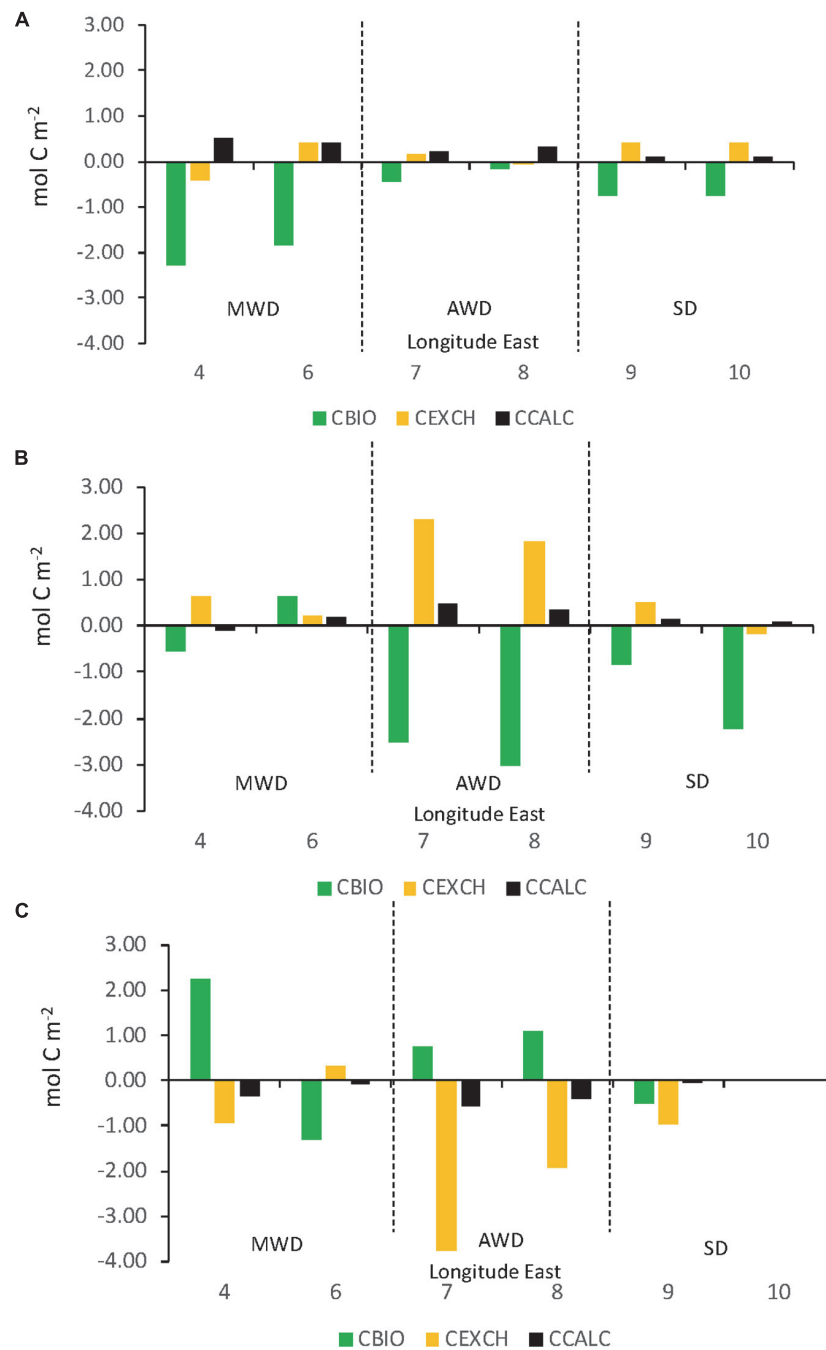 A
3.00
2.00
1.00
0.00
-1.00
-2.00
-3.00
-4.00
mol C m-2
MWD AWD SD
Longitude East
4 6 7 8 9 10
CBIO CEXCH CCALC
B
3.00
2.00
1.00
0.00
-1.00
-2.00
-3.00
-4.00
mol C m-2
MWD AWD SD
Longitude East
4 6 7 8 9 10
CBIO CEXCH CCALC
C
3.00
2.00
1.00
0.00
-1.00
-2.00
-3.00
-4.00
mol C m-2
MWD AWD SD
Longitude East
4 6 7 8 9 10
CBIO CEXCH CCALC